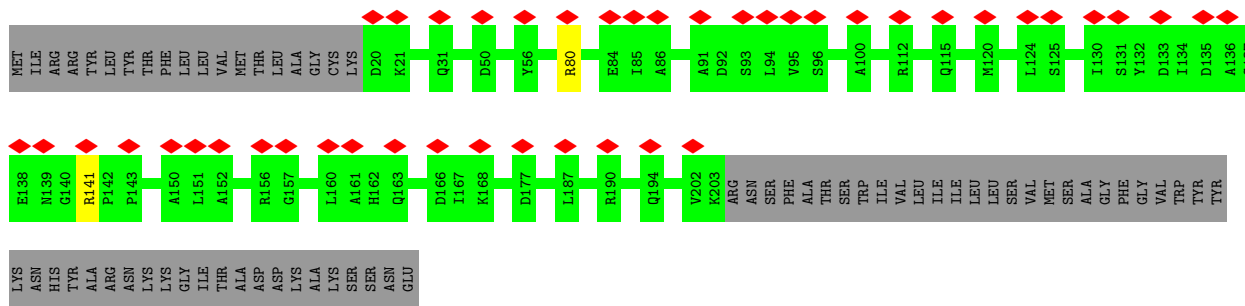 MET ILE ARG ARG TYR LEU TYR THR PHE LEU LEU VAL MET THR LEU ALA GLY CYS LYS D20 K21 Q31 D50 Y56 R80 E84 I85 A86 A91 D92 S93 L94 V95 S96 A100 R112 Q115 M120 L124 S125 I130 S131 Y132 D133 I134 D135 A136
E138 N139 G140 R141 P142 P143 A150 L151 A152 R156 G157 L160 A161 H162 Q163 D166 I167 K168 D177 L187 R190 Q194 V202 K203 ARG ASN SER PHE ALA THR SER TRP ILE VAL LEU ILE ILE LEU LEU SER VAL MET SER ALA GLY PHE GLY VAL TRP TYR TYR
LYS ASN HIS TYR ALA ARG ASN LYS LYS GLY ILE THR ALA ASP ASP LYS ALA LYS SER SER ASN GLU